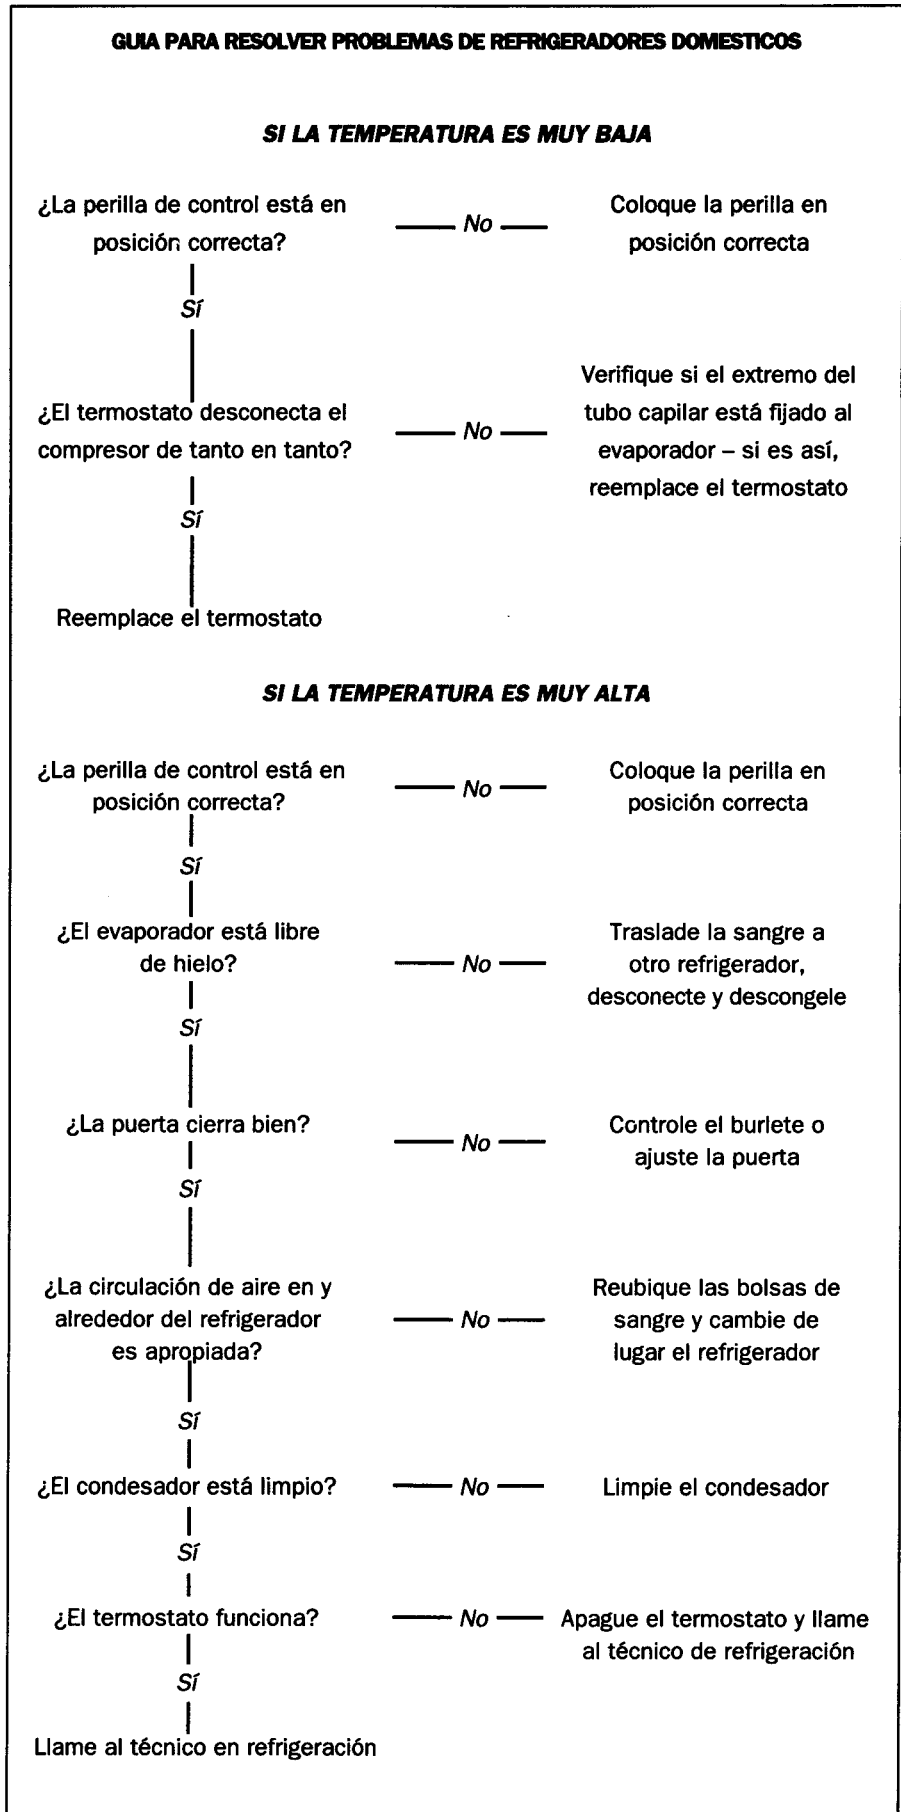 GUIA PARA RESOLVER PROBLEMAS DE REFRIGERADORES DOMESTICOS
SI LA TEMPERATURA ES MUY BAJA
¿La perilla de control está en
posición correcta?
No
Coloque la perilla en
posición correcta
Sí
¿El termostato desconecta el
compresor de tanto en tanto?
No
Verifique si el extremo del
tubo capilar está fijado al
evaporador – si es así,
reemplace el termostato
Sí
Reemplace el termostato
SI LA TEMPERATURA ES MUY ALTA
¿La perilla de control está en
posición correcta?
No
Coloque la perilla en
posición correcta
Sí
¿El evaporador está libre
de hielo?
No
Traslade la sangre a
otro refrigerador,
desconecte y descongele
Sí
¿La puerta cierra bien?
No
Controle el burlete o
ajuste la puerta
Sí
¿La circulación de aire en y
alrededor del refrigerador
es apropiada?
No
Reubique las bolsas de
sangre y cambie de
lugar el refrigerador
Sí
¿El condesador está limpio?
No
Limpie el condesador
Sí
¿El termostato funciona?
No
Apague el termostato y llame
al técnico de refrigeración
Sí
Llame al técnico en refrigeración